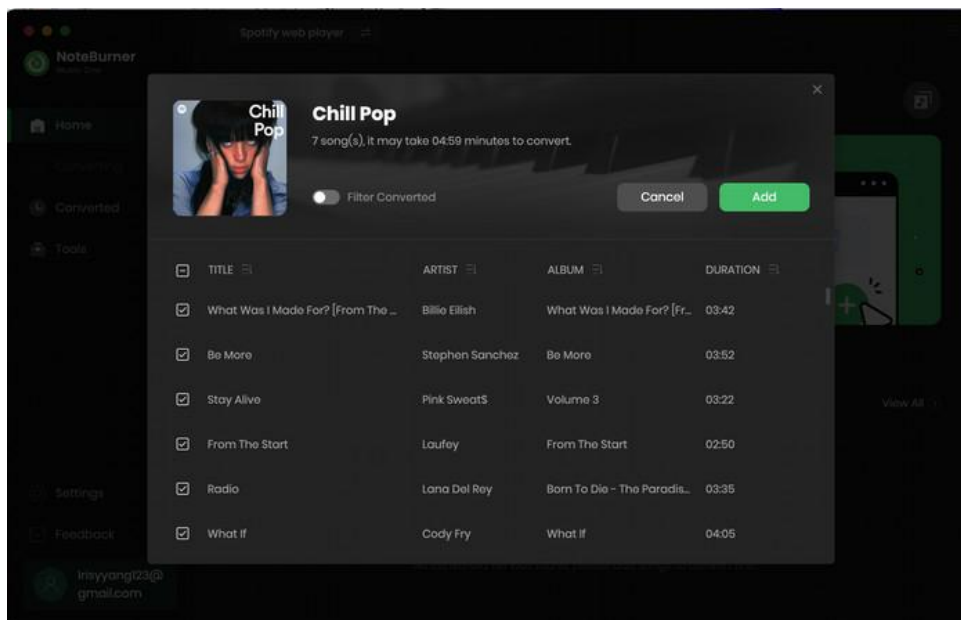 Spotify web player
NoteBurner
Music One
Home
Converting
Converted
Tools
Settings
Feedback
Irisyyang123@
gmail.com
Chill
Pop
Chill Pop
7 song(s), it may take 04:59 minutes to convert.
Filter Converted
Cancel
Add
TITLE ARTIST ALBUM DURATION
What Was I Made For? [From The ... Billie Eilish What Was I Made For? [Fr... 03:42
Be More Stephen Sanchez Be More 03:52
Stay Alive Pink Sweat$ Volume 3 03:22
From The Start Laufey From The Start 02:50
Radio Lana Del Rey Born To Die - The Paradis... 03:35
What If Cody Fry What If 04:05
View All